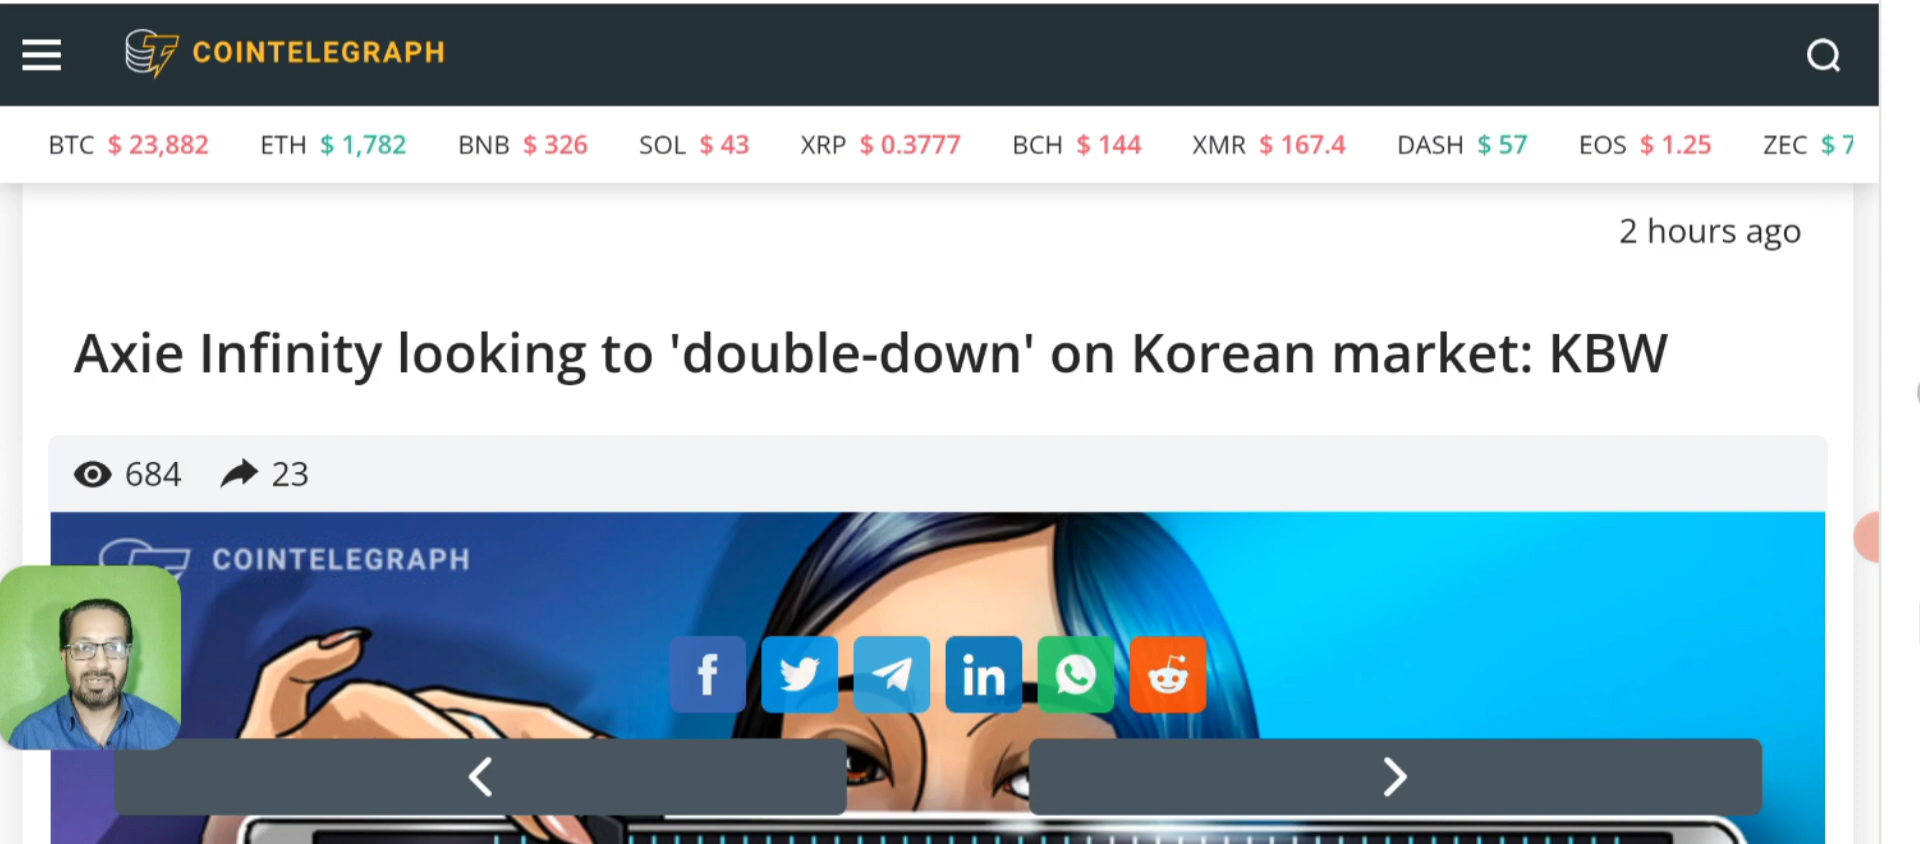 COINTELEGRAPH
BTC $ 23,882 ETH $ 1,782 BNB $ 326 SOL $ 43 XRP $ 0.3777 BCH $ 144 XMR $ 167.4 DASH $ 57 EOS $ 1.25 ZEC $ 7
2 hours ago
Axie Infinity looking to 'double-down' on Korean market: KBW
684 23
COINTELEGRAPH